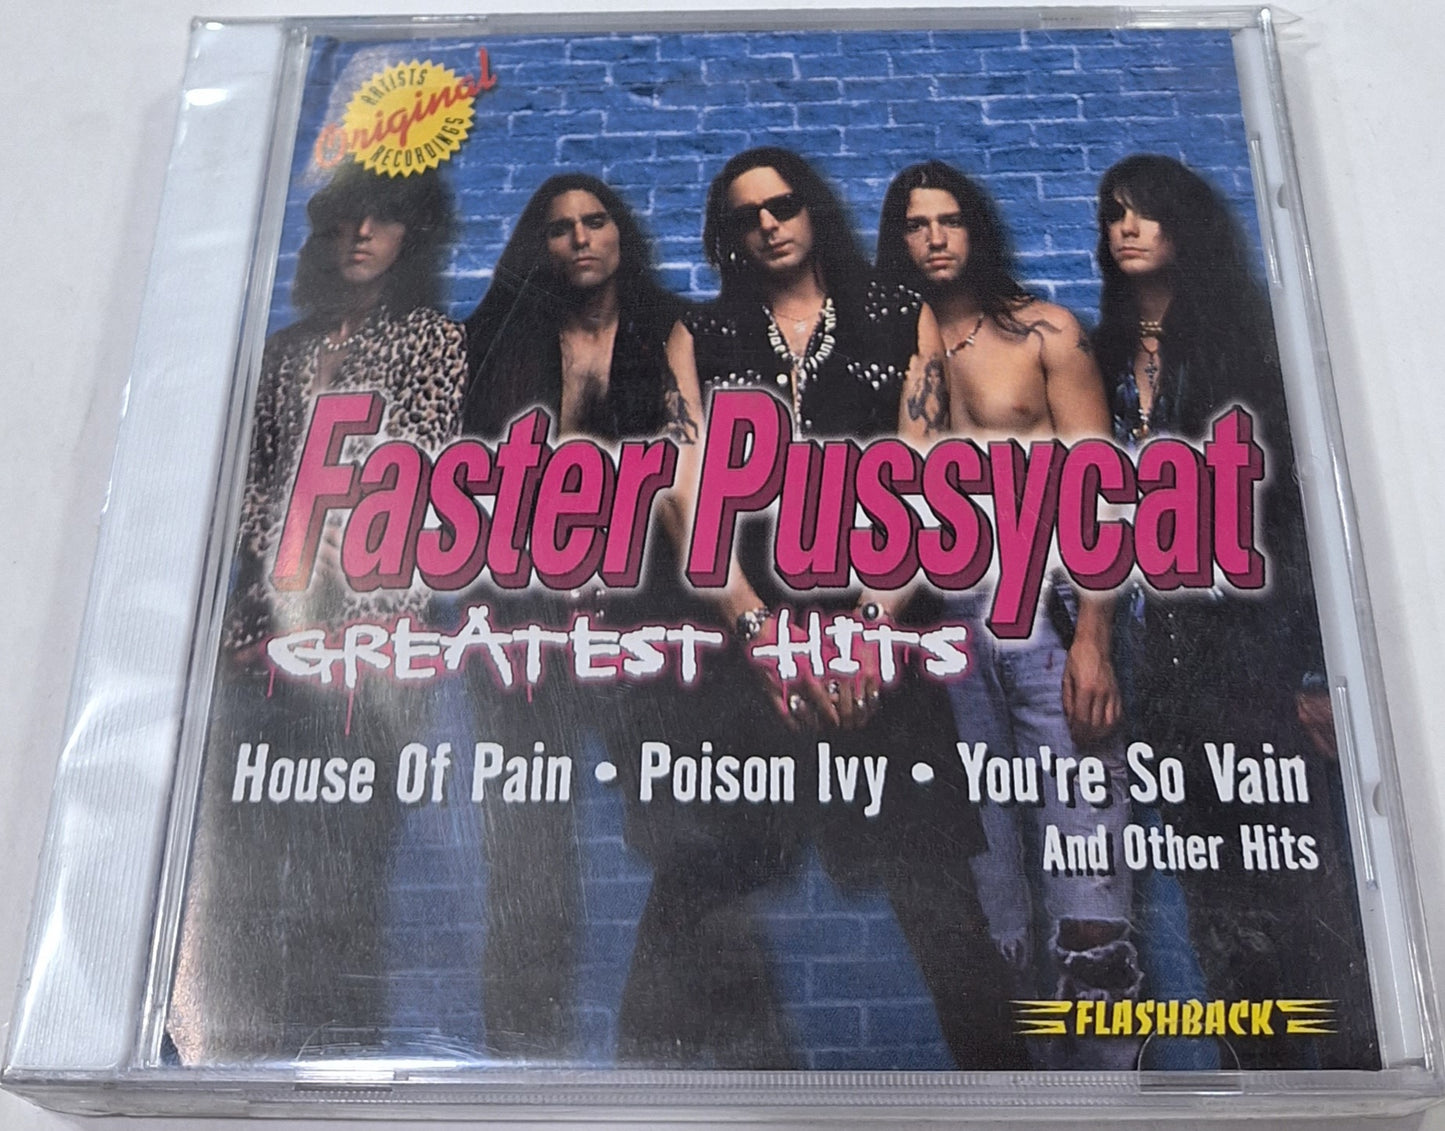 ARTISTS
Original
RECORDINGS
Faster Pussycat
GREÄTEST HITS
House Of Pain • Poison Ivy • You're So Vain
And Other Hits
FLASHBACK